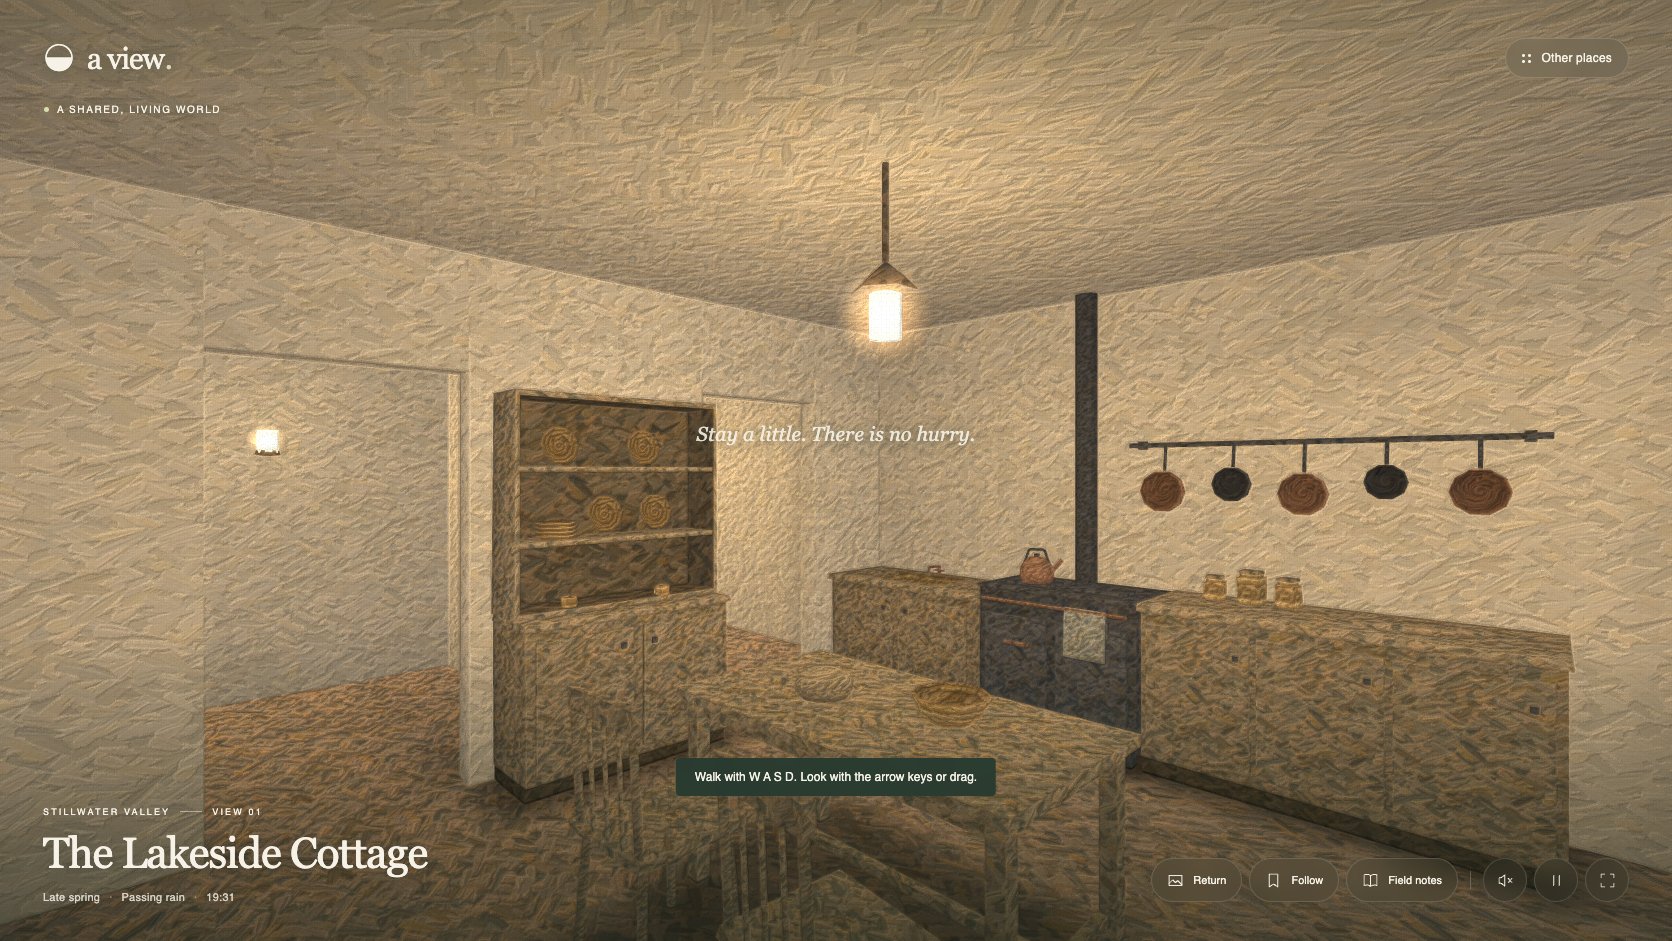 a view.
Other places
A SHARED, LIVING WORLD
Stay a little. There is no hurry.
Walk with W A S D. Look with the arrow keys or drag.
STILLWATER VALLEY — VIEW 01
The Lakeside Cottage
Late spring · Passing rain · 19:31
Return
Follow
Field notes